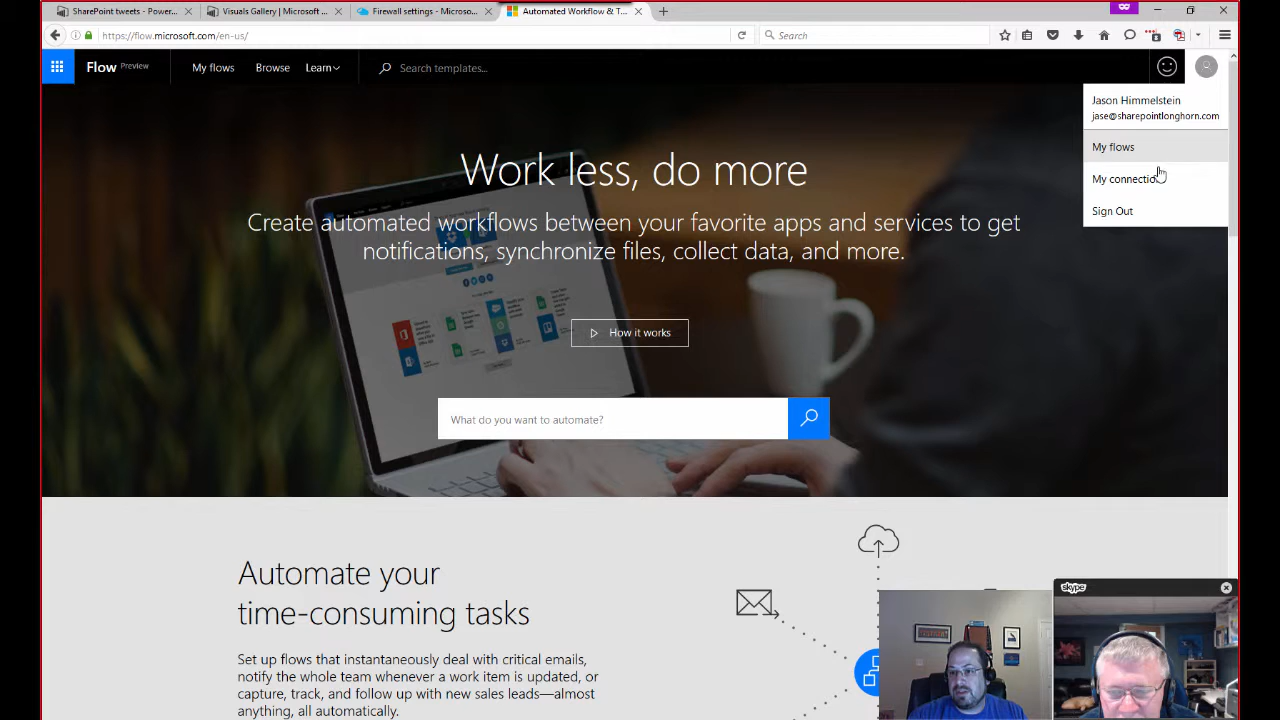 SharePoint tweets - Power...
Visuals Gallery | Microsoft ...
Firewall settings - Microso...
Automated Workflow & T...
https://flow.microsoft.com/en-us/
Search
Flow Preview
My flows
Browse
Learn
Search templates...
Jason Himmelstein
jase@sharepointlonghorn.com
My flows
My connectio
Sign Out
Work less, do more
Create automated workflows between your favorite apps and services to get
notifications, synchronize files, collect data, and more.
How it works
What do you want to automate?
Automate your
time-consuming tasks
Set up flows that instantaneously deal with critical emails,
notify the whole team whenever a work item is updated, or
capture, track, and follow up with new sales leads—almost
anything, all automatically.
skype